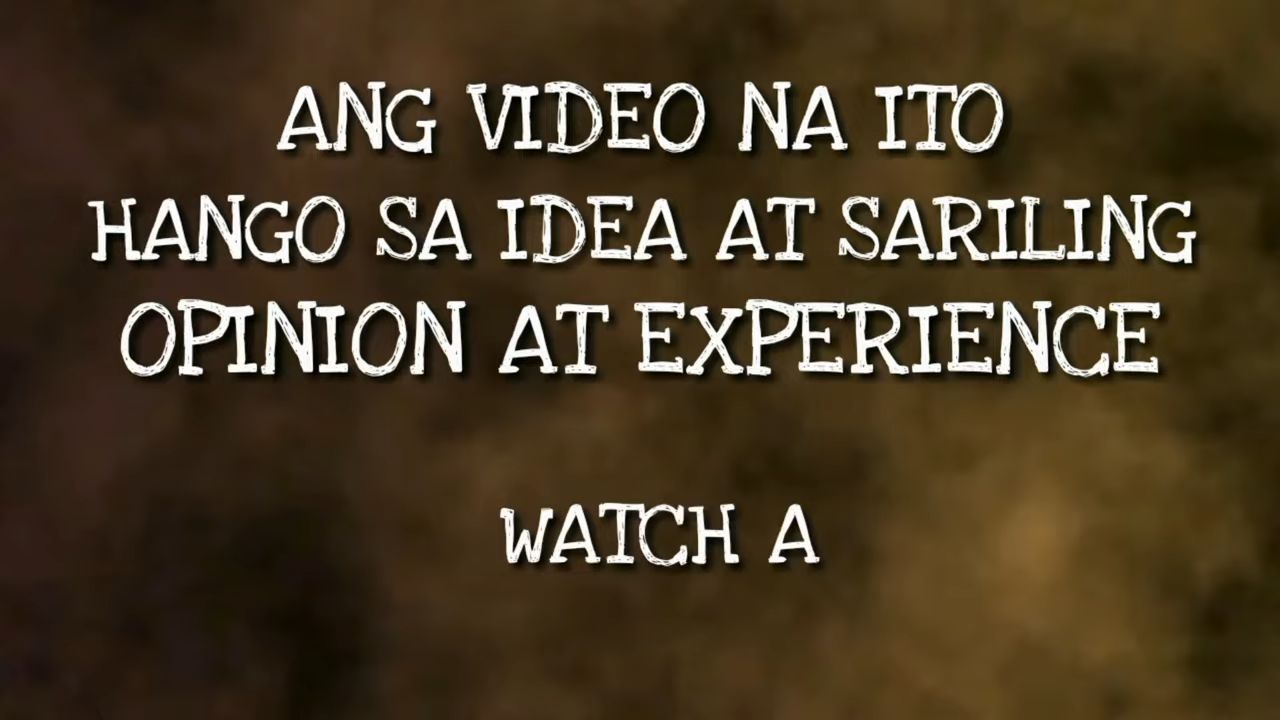 ANG VIDEO NA ITO
HANGO SA IDEA AT SARILING
OPINION AT EXPERIENCE
WATCH A